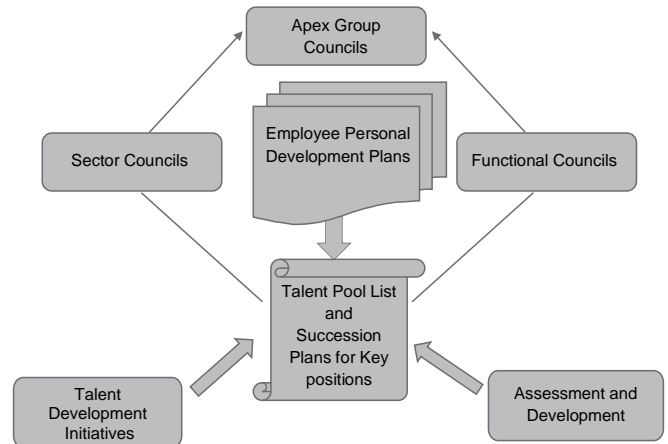 Apex Group
Councils
Employee Personal
Development Plans
Sector Councils
Functional Councils
Talent Pool List
and
Succession
Plans for Key
positions
Talent
Development
Initiatives
Assessment and
Development